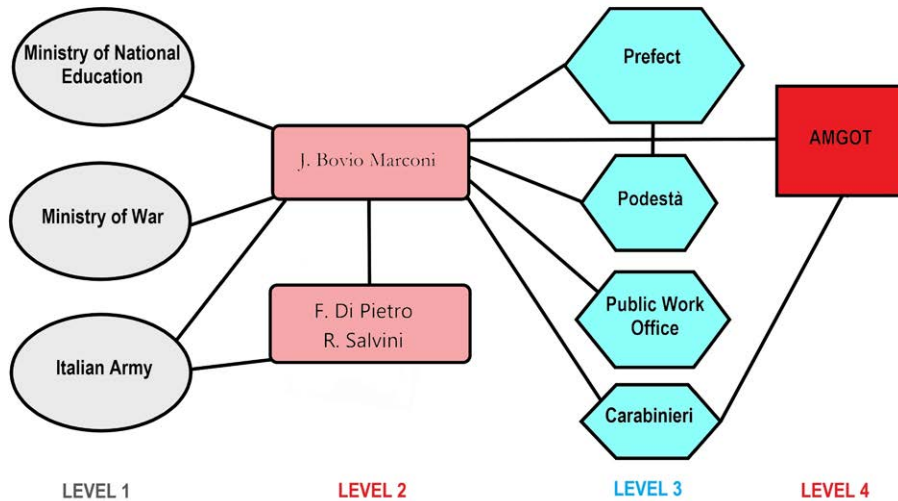 Ministry of National
Education
Ministry of War
Italian Army
J. Bovio Marconi
F. Di Pietro
R. Salvini
Prefect
Podestà
Public Work
Office
Carabinieri
AMGOT
LEVEL 1
LEVEL 2
LEVEL 3
LEVEL 4